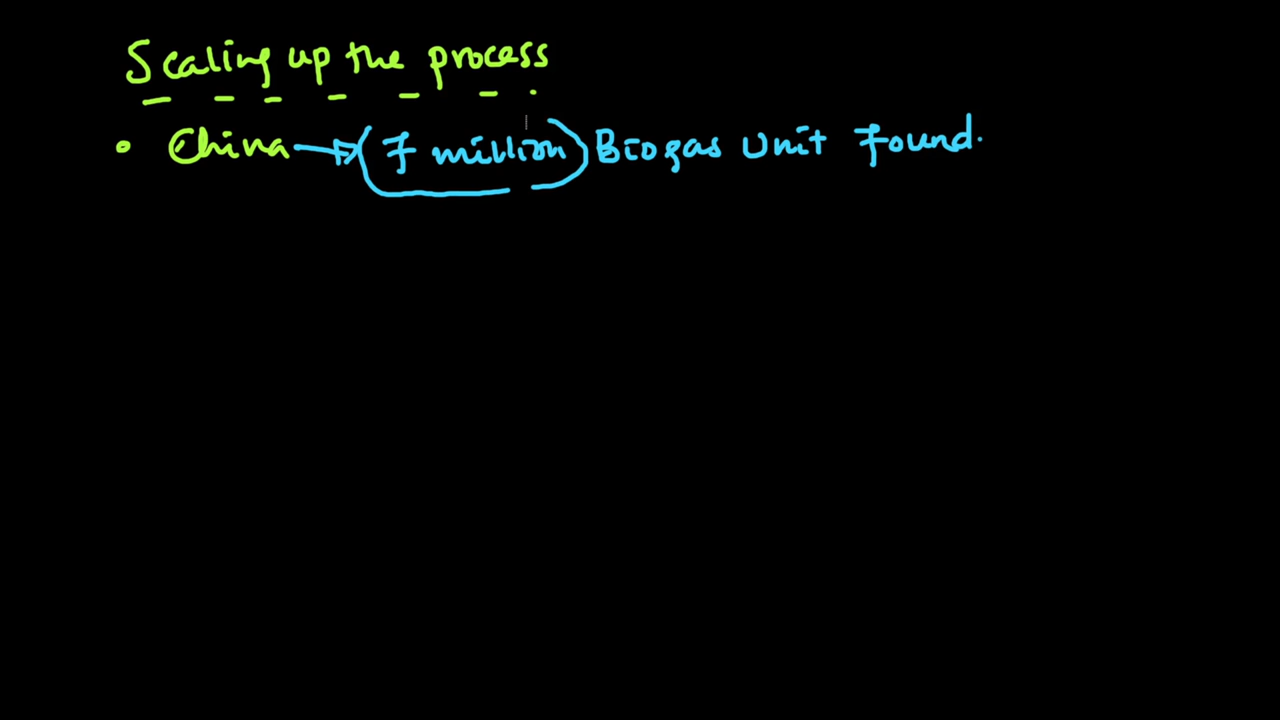 Scaling up the process
• China → (7 million) Biogas Unit found.